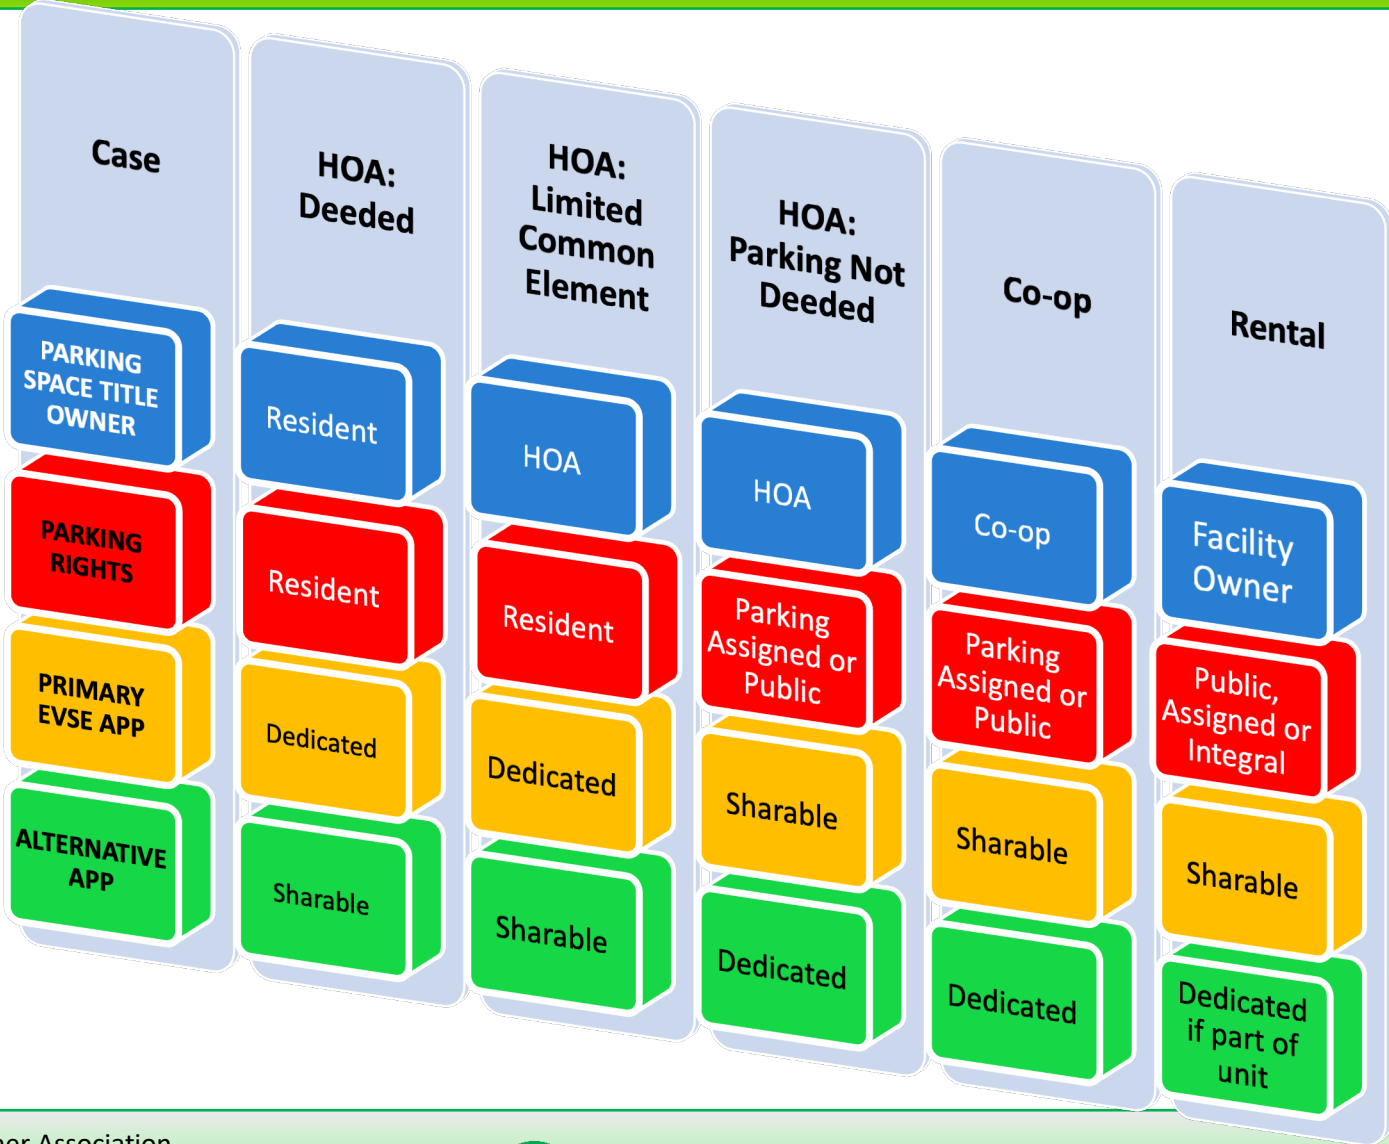 Case
PARKING
SPACE TITLE
OWNER
PARKING
RIGHTS
PRIMARY
EVSE APP
ALTERNATIVE
APP
HOA:
Deeded
Resident
Resident
Dedicated
Sharable
HOA:
Limited
Common
Element
HOA
Resident
Dedicated
Sharable
HOA:
Parking Not
Deeded
HOA
Parking
Assigned or
Public
Sharable
Dedicated
Co-op
Co-op
Parking
Assigned or
Public
Sharable
Dedicated
Rental
Facility
Owner
Public,
Assigned or
Integral
Sharable
Dedicated
if part of
unit
Association